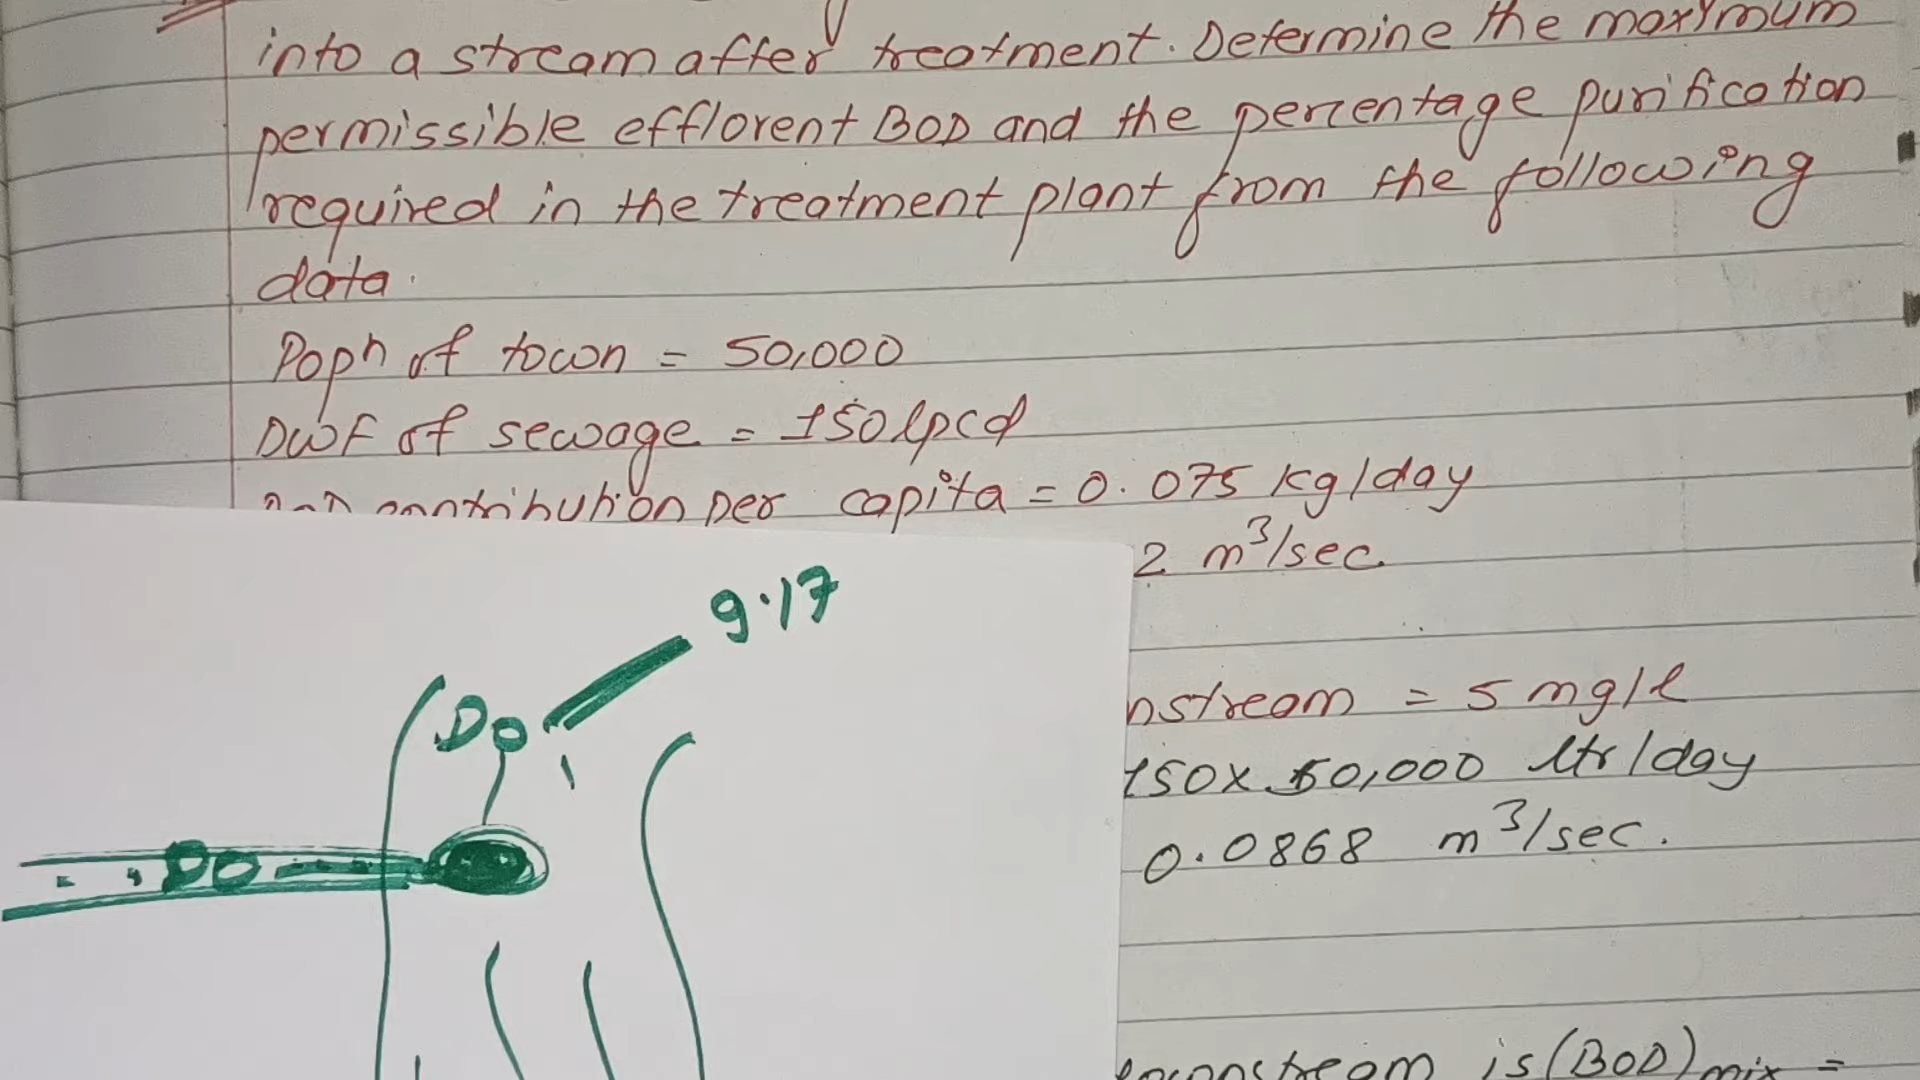 into a stream after treatment. Determine the maximum
permissible efflorent BOD and the percentage purification
required in the treatment plant from the following
data.
Popn of town = 50,000
DWF of sewage = 150 lpcd
contribution per capita = 0.075 kg/day
2 m³/sec.
9.17
nstream = 5 mg/l
Do
150 x 50,000 ltr/day
0.0868 m³/sec.
DO
is (BOD)mix =